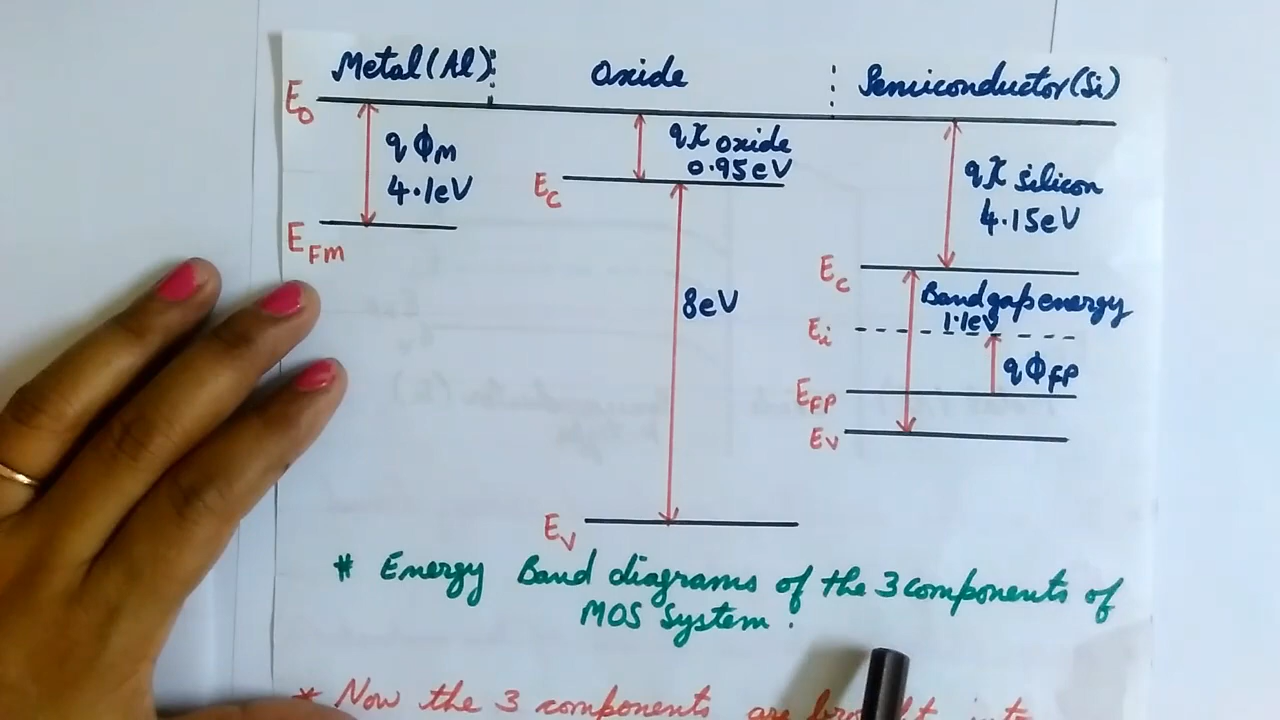 Metal(Al) Oxide Semiconductor(Si)
E0
qΦM
4.1eV
EFm
qχ oxide
0.95eV
EC
8eV
EV
qχ silicon
4.15eV
EC
Bandgap energy
1.1eV
Ei
qΦFP
EFP
EV
# Energy Band diagrams of the 3 components of
MOS System.
* Now the 3 components are